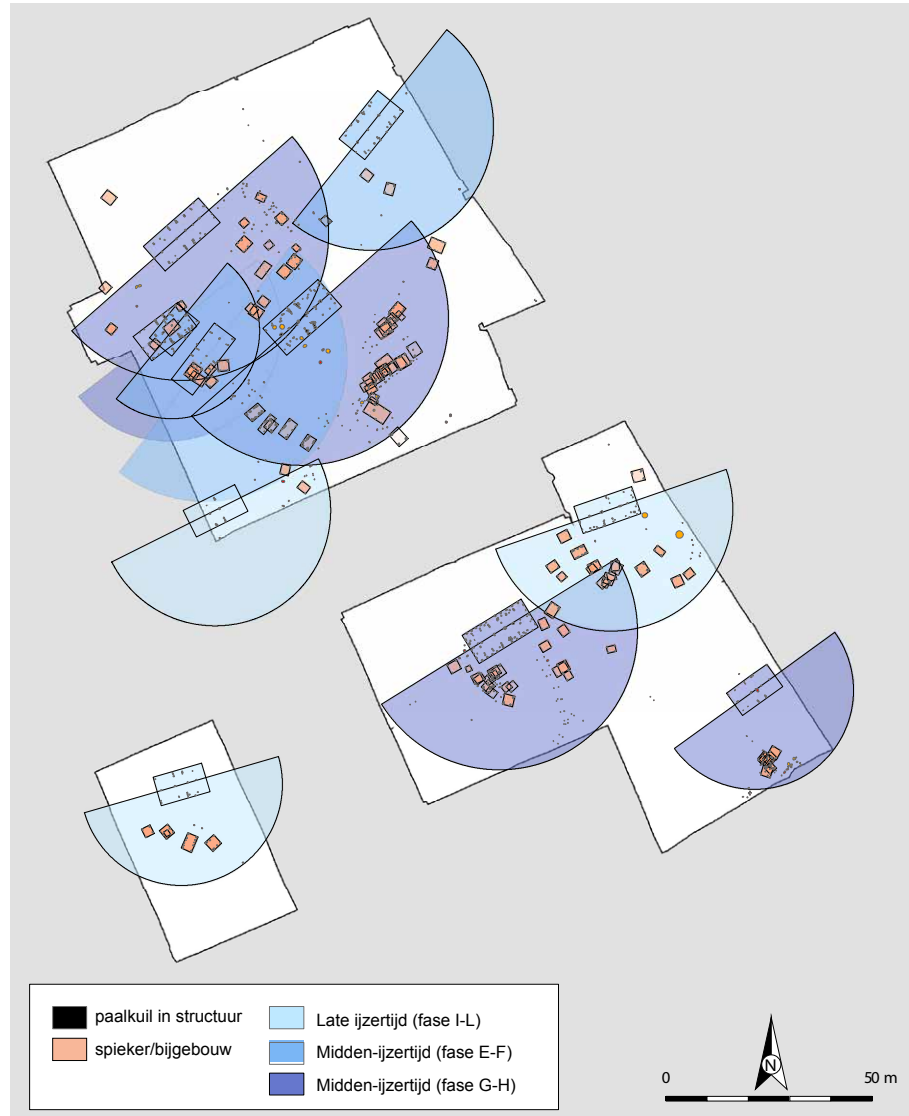 paalkuil in structuur
spieker/bijgebouw
Late ijzertijd (fase I-L)
Midden-ijzertijd (fase E-F)
Midden-ijzertijd (fase G-H)
N
0 50 m